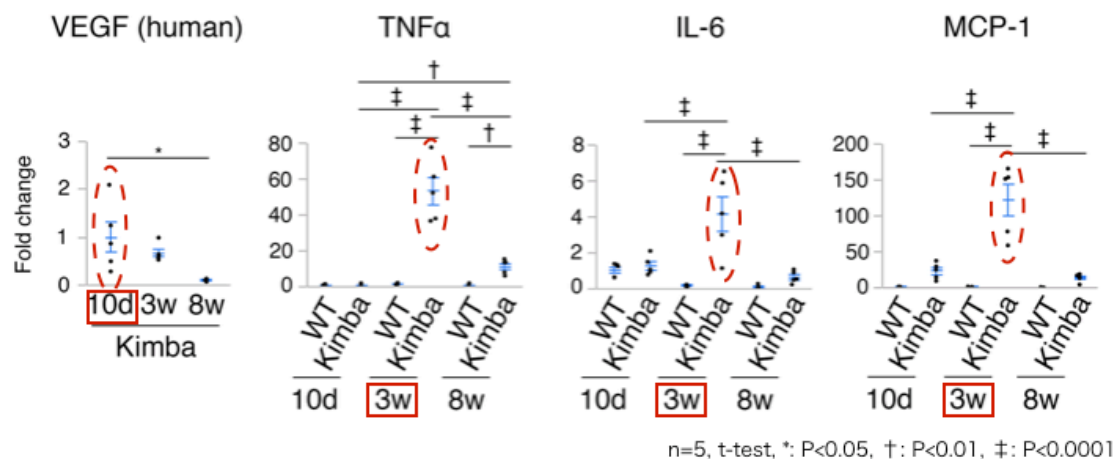 VEGF (human)
TNFα
IL-6
MCP-1
†
‡
‡
‡
†
‡
‡
‡
‡
‡
‡
*
Fold change
3
2
1
0
10d 3w 8w
Kimba
80
60
40
20
0
WT Kimba WT Kimba WT Kimba
10d 3w 8w
8
6
4
2
0
WT Kimba WT Kimba WT Kimba
10d 3w 8w
200
150
100
50
0
WT Kimba WT Kimba WT Kimba
10d 3w 8w
n=5, t-test, *: P<0.05, †: P<0.01, ‡: P<0.0001